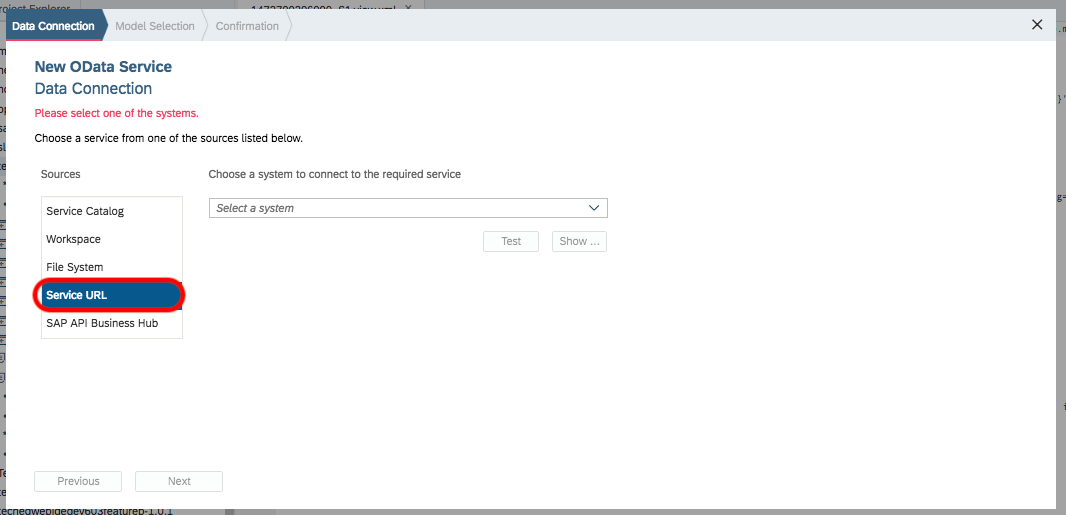 Project Explorer
Data Connection
Model Selection
Confirmation
New OData Service
Data Connection
Please select one of the systems.
Choose a service from one of the sources listed below.
Sources
Choose a system to connect to the required service
Service Catalog
Select a system
Workspace
Test
Show ...
File System
Service URL
SAP API Business Hub
Previous
Next